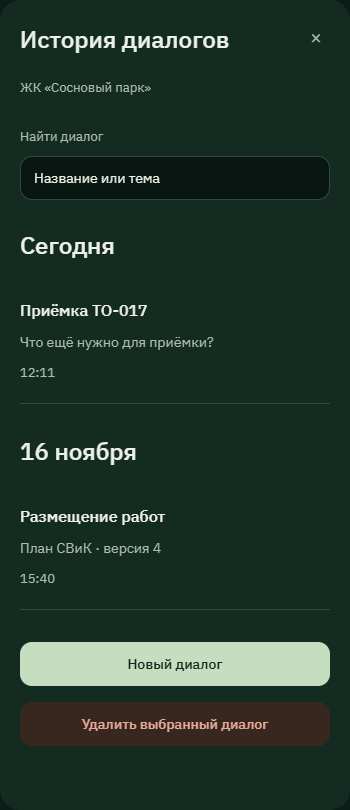 История диалогов
×
ЖК «Сосновый парк»
Найти диалог
Название или тема
Сегодня
Приёмка ТО-017
Что ещё нужно для приёмки?
12:11
16 ноября
Размещение работ
План СВиК · версия 4
15:40
Новый диалог
Удалить выбранный диалог